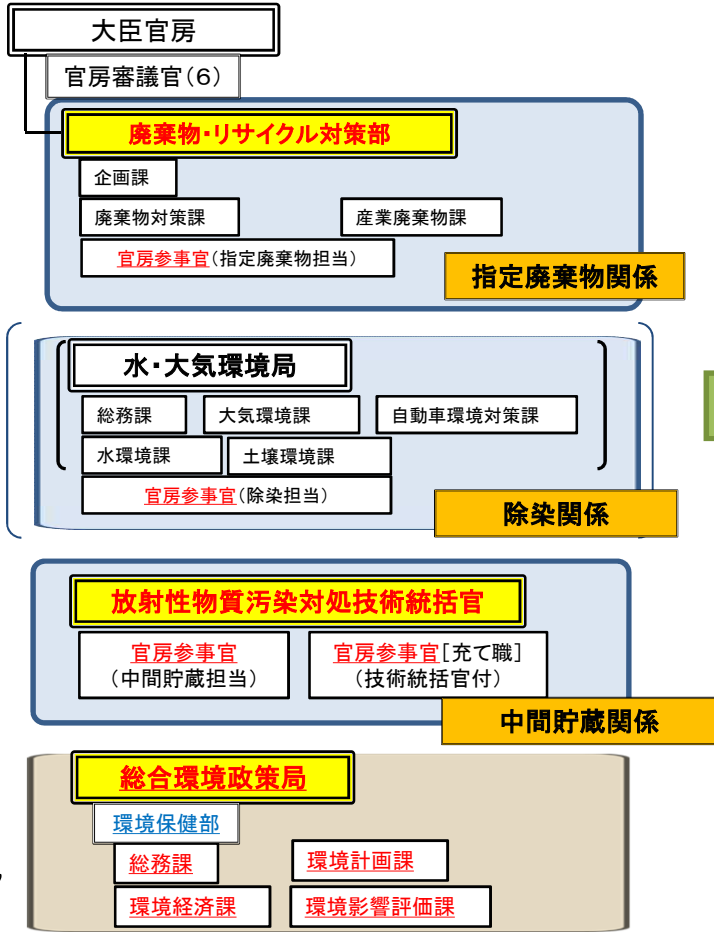 大臣官房
官房審議官(6)
廃棄物・リサイクル対策部
企画課
廃棄物対策課
産業廃棄物課
官房参事官(指定廃棄物担当)
指定廃棄物関係
水・大気環境局
総務課
大気環境課
自動車環境対策課
水環境課
土壌環境課
官房参事官(除染担当)
除染関係
放射性物質汚染対処技術統括官
官房参事官
(中間貯蔵担当)
官房参事官[充て職]
(技術統括官付)
中間貯蔵関係
総合環境政策局
環境保健部
総務課
環境計画課
環境経済課
環境影響評価課